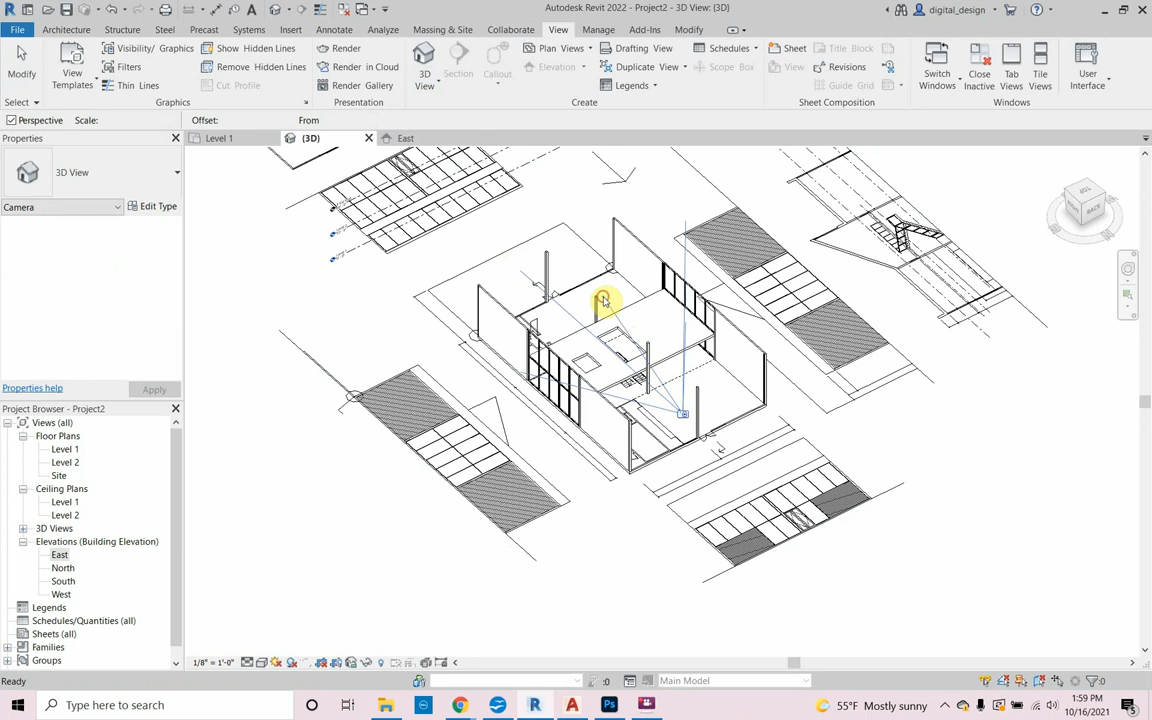 Autodesk Revit 2022 - Project2 - 3D View: {3D}
digital_design
File Architecture Structure Steel Precast Systems Insert Annotate Analyze Massing & Site Collaborate View Manage Add-Ins Modify
Modify
View
Templates
Visibility/ Graphics
Filters
Thin Lines
Show Hidden Lines
Remove Hidden Lines
Cut Profile
Render
Render in Cloud
Render Gallery
3D
View
Section
Callout
Plan Views
Elevation
Drafting View
Duplicate View
Legends
Schedules
Scope Box
Sheet
View
Title Block
Revisions
Guide Grid
Switch
Windows
Close
Inactive
Tab
Views
Tile
Views
User
Interface
Select Graphics Presentation Create Sheet Composition Windows
Perspective Scale: Offset: From
Properties
Level 1 {3D} East
3D View
Camera
Edit Type
Properties help
Apply
Project Browser - Project2
Views (all)
Floor Plans
Level 1
Level 2
Site
Ceiling Plans
Level 1
Level 2
3D Views
Elevations (Building Elevation)
East
North
South
West
Legends
Schedules/Quantities (all)
Sheets (all)
Families
Groups
TOP
BACK
1/8" = 1'-0"
Ready
:0
Main Model
:0
Type here to search
55°F Mostly sunny
1:59 PM
10/16/2021
5